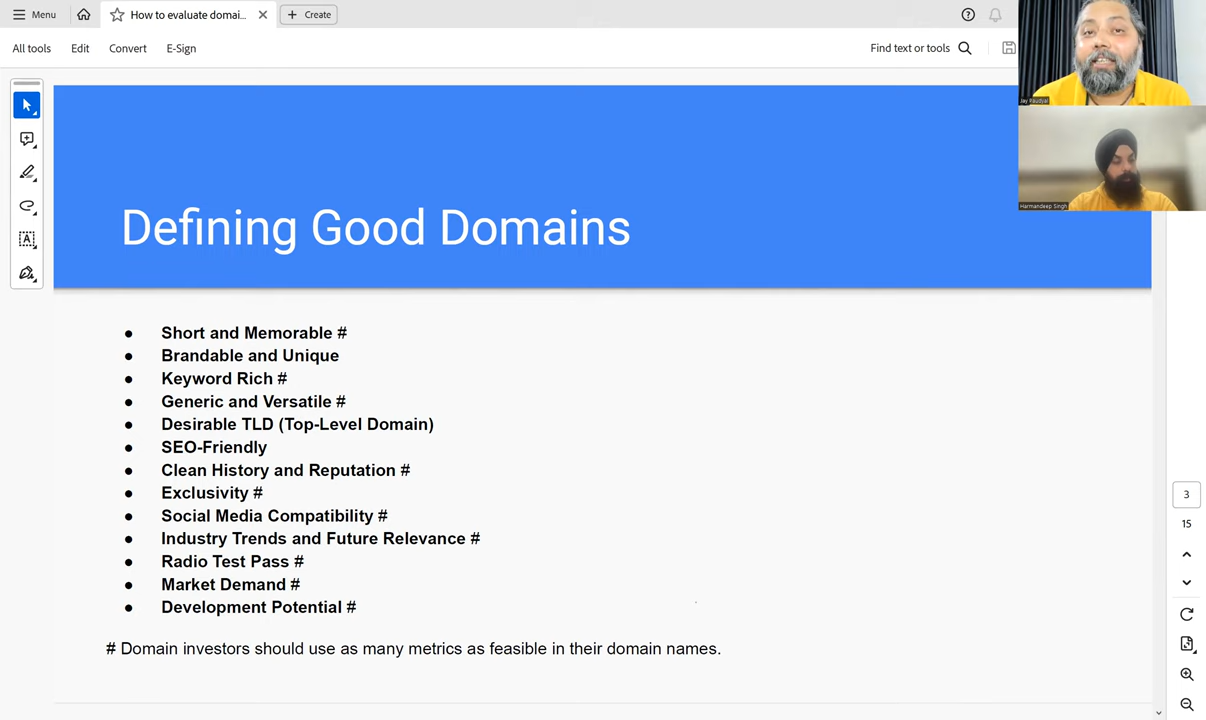 Menu
How to evaluate domai...
Create
All tools
Edit
Convert
E-Sign
Find text or tools
Jay Paudyal
Harmandeep Singh
Defining Good Domains
● Short and Memorable #
● Brandable and Unique
● Keyword Rich #
● Generic and Versatile #
● Desirable TLD (Top-Level Domain)
● SEO-Friendly
● Clean History and Reputation #
● Exclusivity #
● Social Media Compatibility #
● Industry Trends and Future Relevance #
● Radio Test Pass #
● Market Demand #
● Development Potential #
# Domain investors should use as many metrics as feasible in their domain names.
3
15